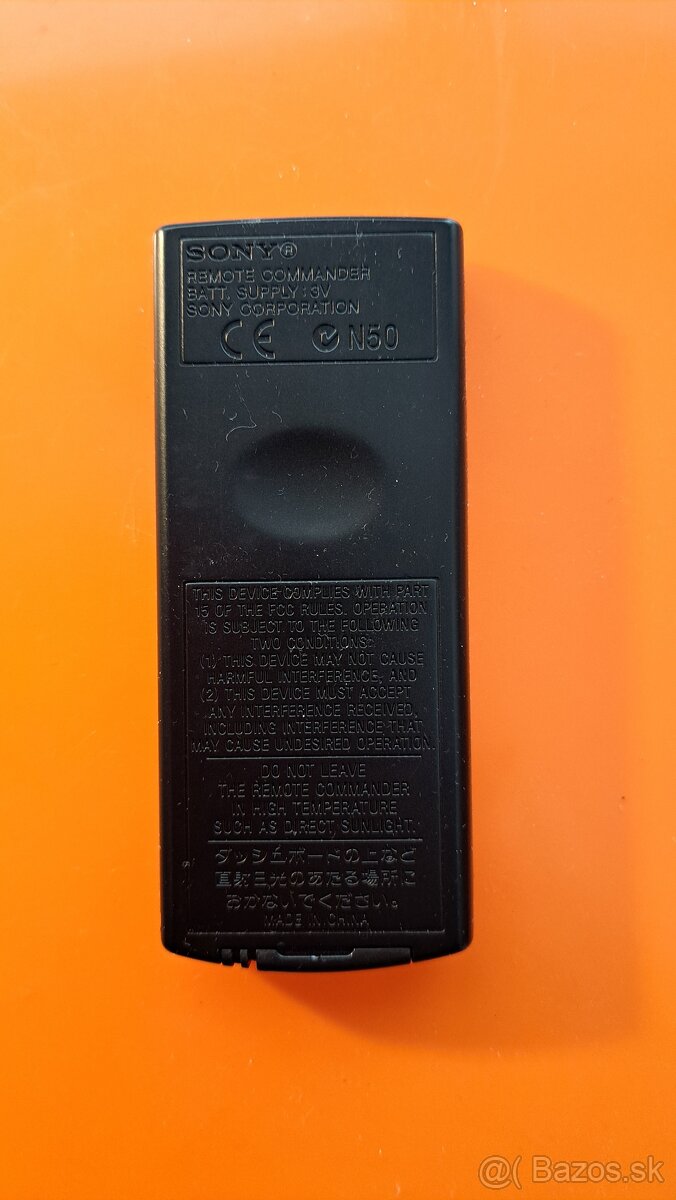 SONY®
REMOTE COMMANDER
BATT. SUPPLY : 3V
SONY CORPORATION
CE N50
THIS DEVICE COMPLIES WITH PART
15 OF THE FCC RULES. OPERATION
IS SUBJECT TO THE FOLLOWING
TWO CONDITIONS:
(1) THIS DEVICE MAY NOT CAUSE
HARMFUL INTERFERENCE, AND
(2) THIS DEVICE MUST ACCEPT
ANY INTERFERENCE RECEIVED,
INCLUDING INTERFERENCE THAT
MAY CAUSE UNDESIRED OPERATION.
DO NOT LEAVE
THE REMOTE COMMANDER
IN HIGH TEMPERATURE
SUCH AS DIRECT SUNLIGHT.
ダッシュボードの上など
直射日光のあたる場所に
おかないでください。
MADE IN CHINA
@( Bazos.sk